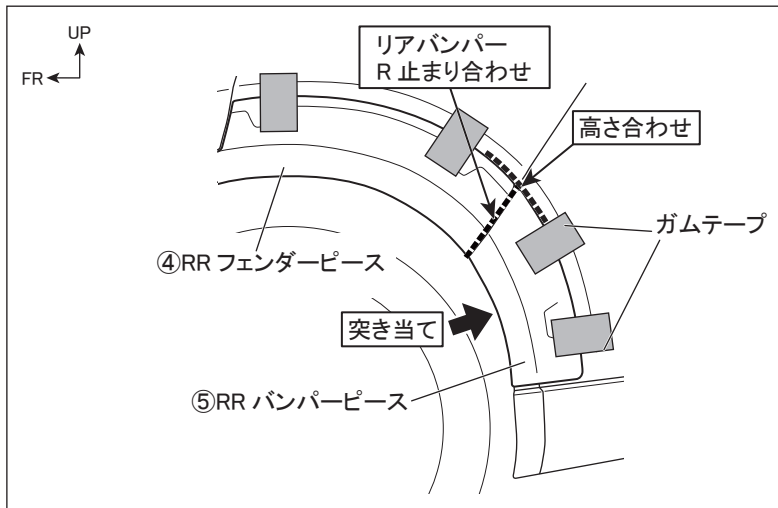 UP
FR
リアバンパー
R 止まり合わせ
高さ合わせ
ガムテープ
④RR フェンダーピース
突き当て
⑤RR バンパーピース